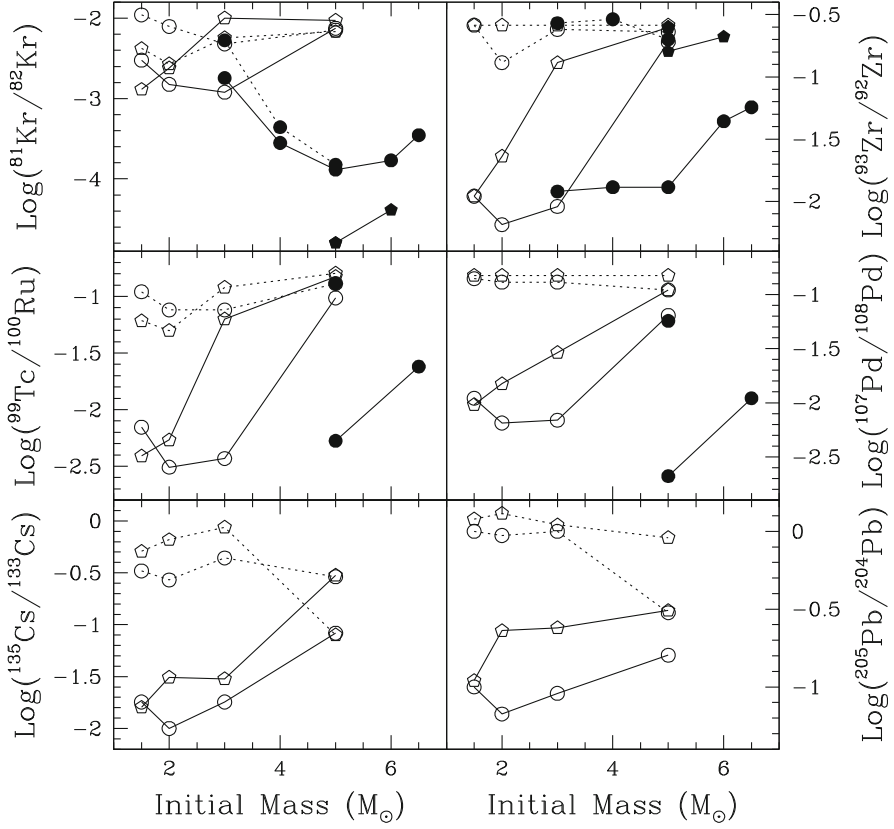 Log(⁸¹Kr/⁸²Kr)
-2
-3
-4
-0.5
-1
-1.5
-2
Log(⁹³Zr/⁹²Zr)
Log(⁹⁹Tc/¹⁰⁰Ru)
-1
-1.5
-2
-2.5
-1
-1.5
-2
-2.5
Log(¹⁰⁷Pd/¹⁰⁸Pd)
Log(¹³⁵Cs/¹³³Cs)
0
-0.5
-1
-1.5
-2
0
-0.5
-1
Log(²⁰⁵Pb/²⁰⁴Pb)
2 4 6
2 4 6
Initial Mass (M☉)
Initial Mass (M☉)